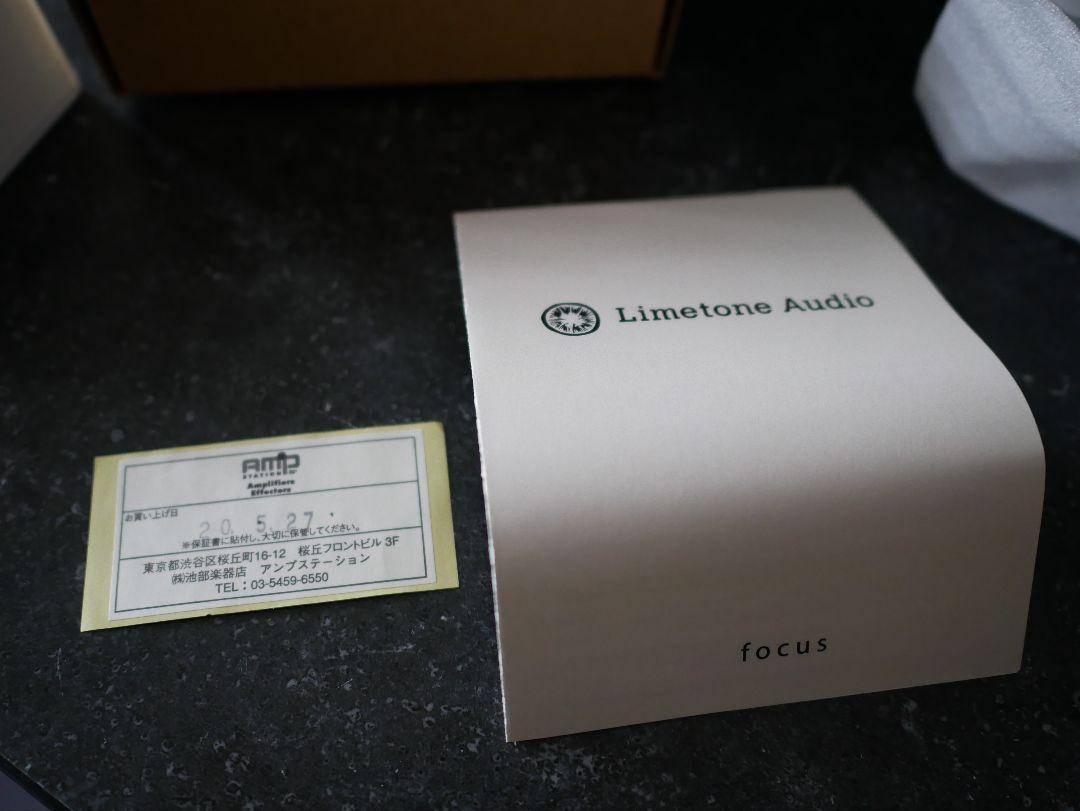 AMP
STATION
Amplifiers
Effectors
お買い上げ日
20. 5. 27
※保証書に貼付し、大切に保管してください。
東京都渋谷区桜丘町16-12 桜丘フロントビル 3F
㈱池部楽器店 アンプステーション
TEL：03-5459-6550
Limetone Audio
focus